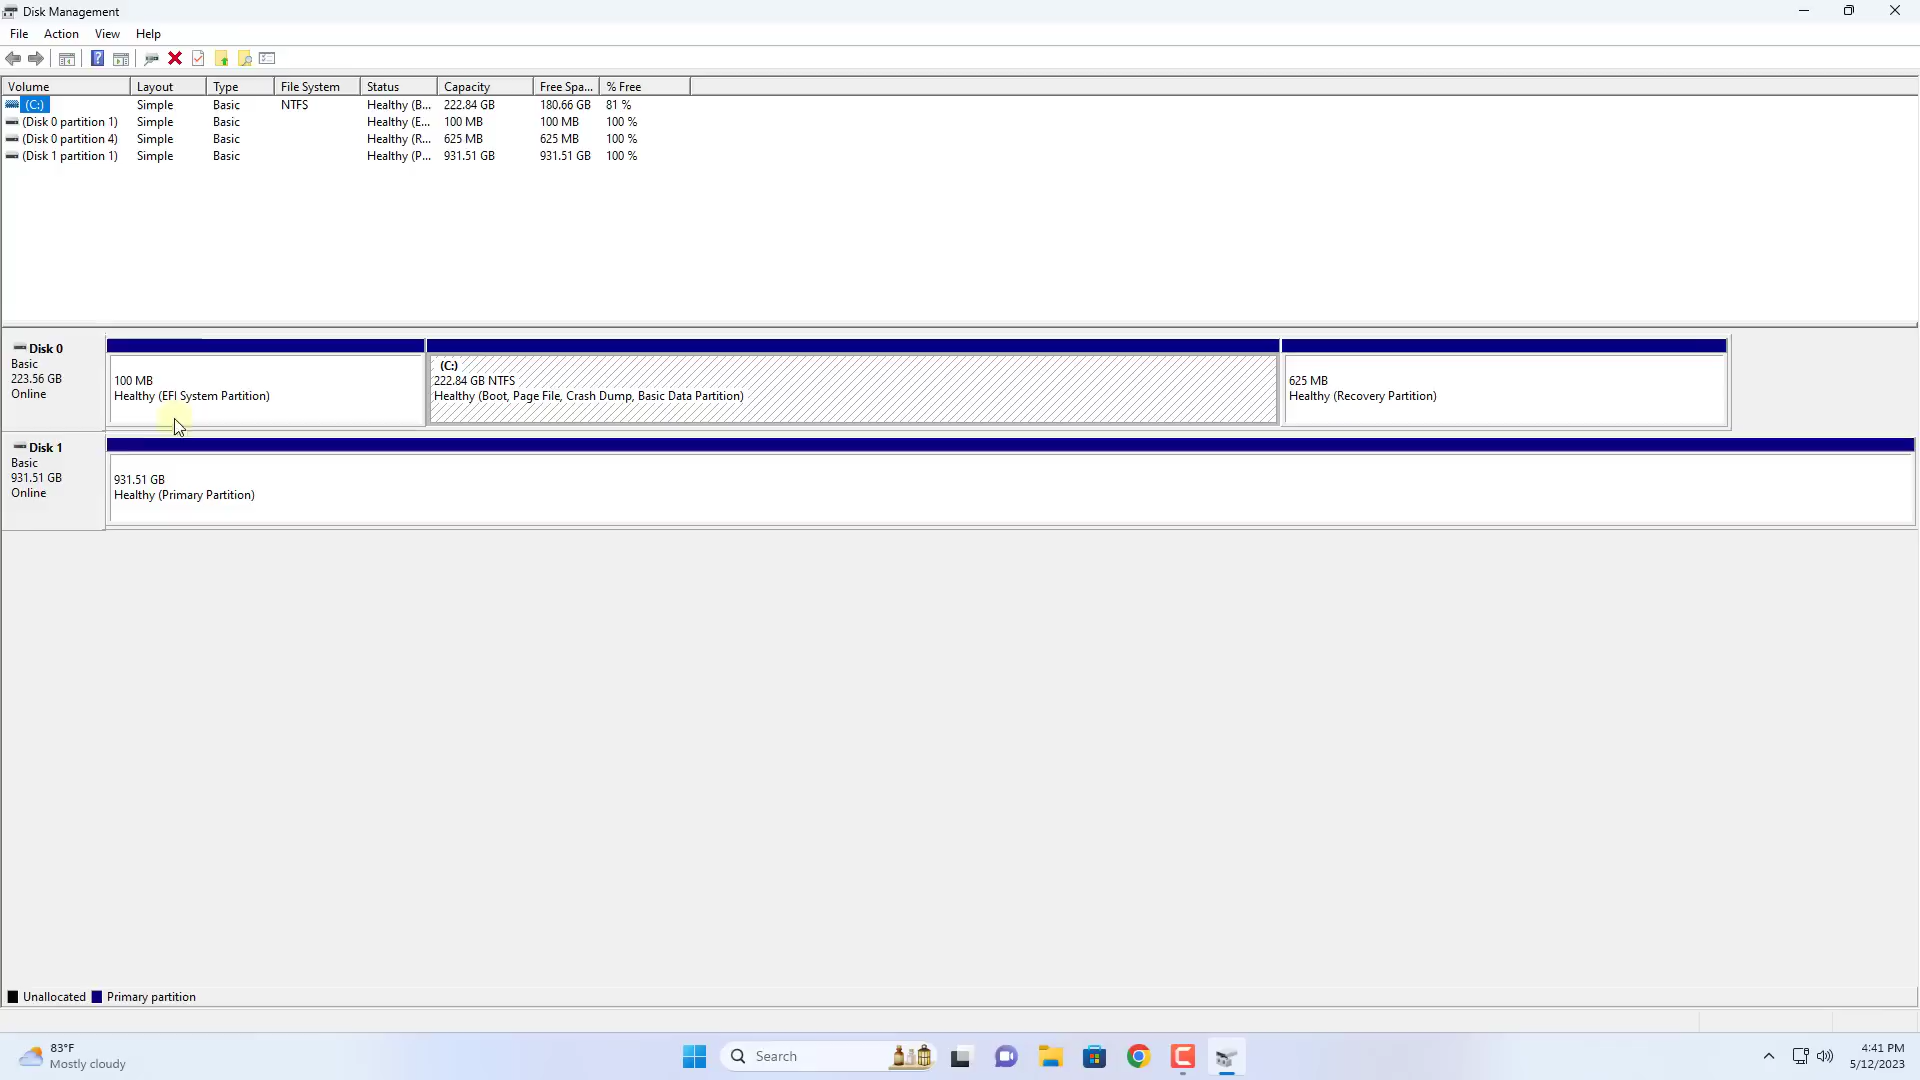 Disk Management
File Action View Help
Volume Layout Type File System Status Capacity Free Spa... % Free
(C:) Simple Basic NTFS Healthy (B... 222.84 GB 180.66 GB 81 %
(Disk 0 partition 1) Simple Basic Healthy (E... 100 MB 100 MB 100 %
(Disk 0 partition 4) Simple Basic Healthy (R... 625 MB 625 MB 100 %
(Disk 1 partition 1) Simple Basic Healthy (P... 931.51 GB 931.51 GB 100 %
Disk 0
Basic
223.56 GB
Online
100 MB
Healthy (EFI System Partition)
(C:)
222.84 GB NTFS
Healthy (Boot, Page File, Crash Dump, Basic Data Partition)
625 MB
Healthy (Recovery Partition)
Disk 1
Basic
931.51 GB
Online
931.51 GB
Healthy (Primary Partition)
Unallocated Primary partition
83°F
Mostly cloudy
Search
4:41 PM
5/12/2023